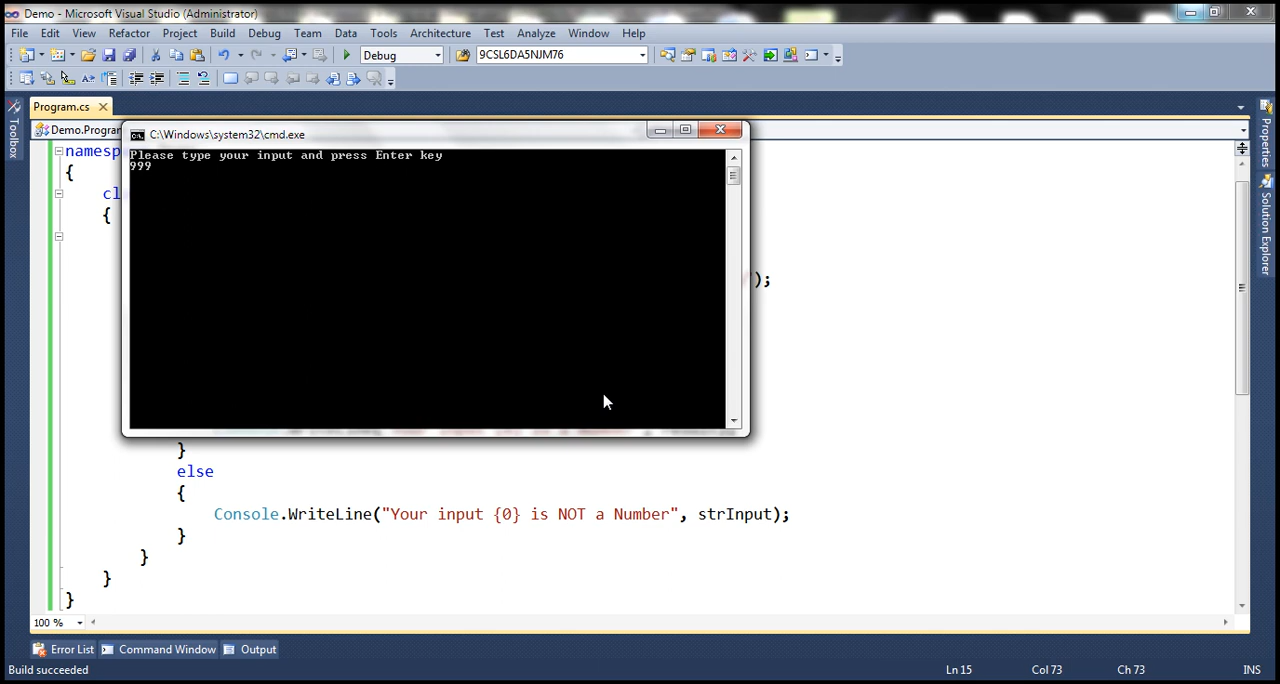 Demo - Microsoft Visual Studio (Administrator)
File Edit View Refactor Project Build Debug Team Data Tools Architecture Test Analyze Window Help
Debug 9CSL6DA5NJM76
Program.cs
Toolbox
Demo.Progra
Properties
Solution Explorer
C:\Windows\system32\cmd.exe
Please type your input and press Enter key
999
namesp
{
cl
{
);
}
else
{
Console.WriteLine("Your input {0} is NOT a Number", strInput);
}
}
}
}
100 %
Error List Command Window Output
Build succeeded Ln 15 Col 73 Ch 73 INS